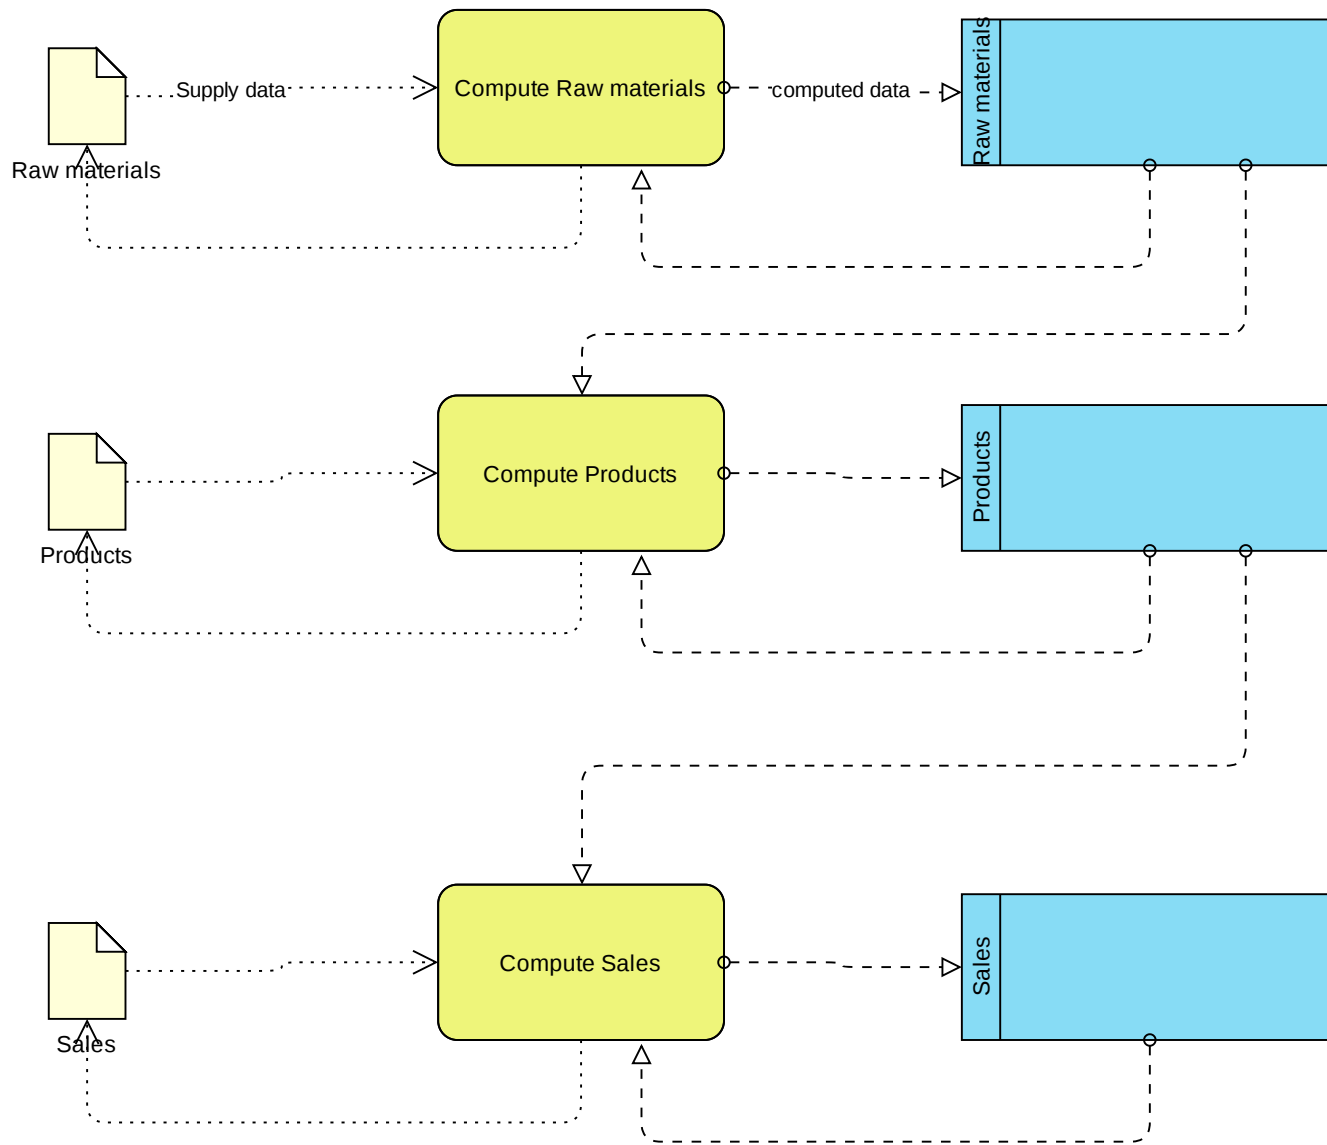 Supply data
Compute Raw materials
computed data
Raw materials
Raw materials
Compute Products
Products
Products
Compute Sales
Sales
Sales